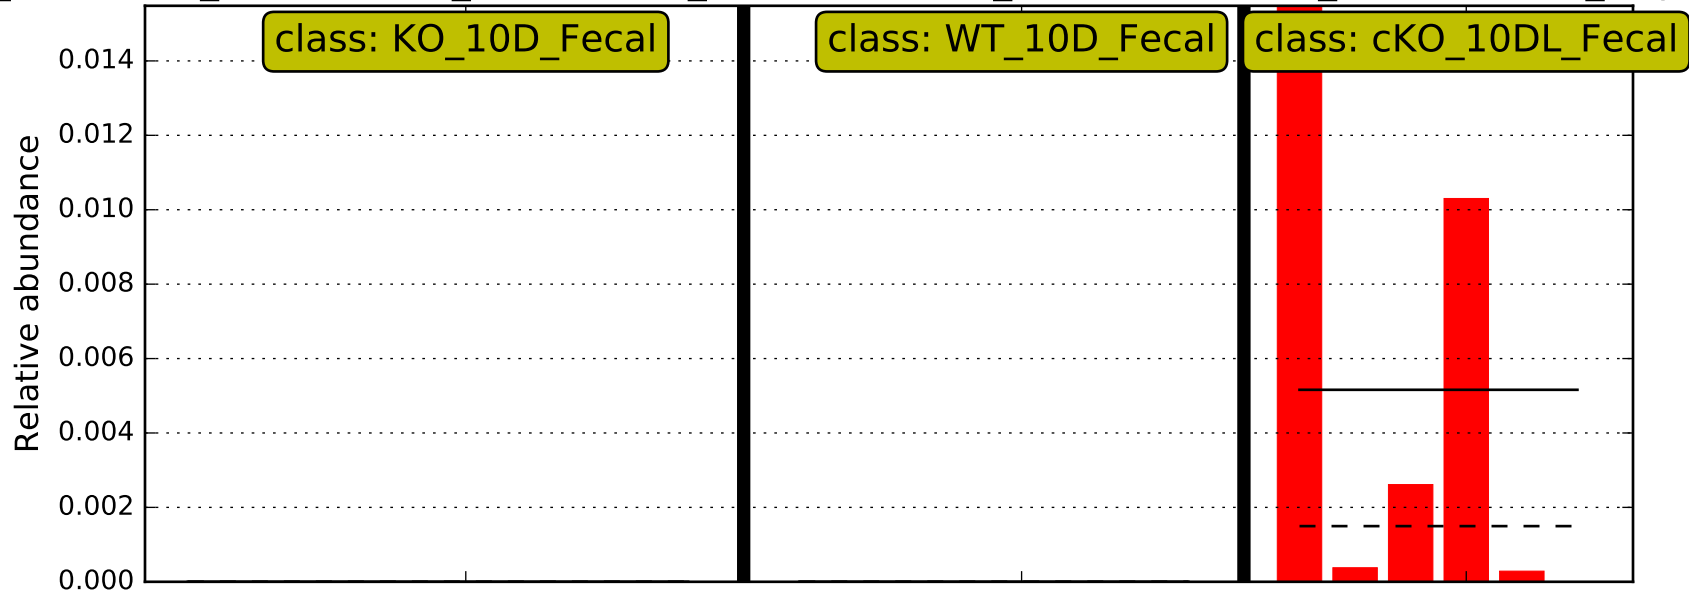 class: KO_10D_Fecal
class: WT_10D_Fecal
class: cKO_10DL_Fecal
Relative abundance
0.014
0.012
0.010
0.008
0.006
0.004
0.002
0.000